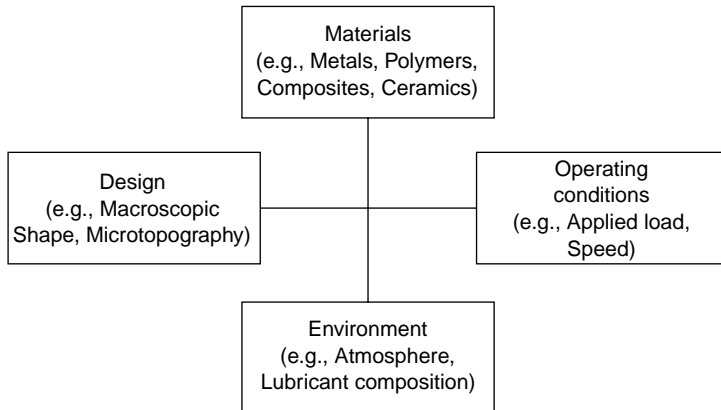 Materials
(e.g., Metals, Polymers,
Composites, Ceramics)
Design
(e.g., Macroscopic
Shape, Microtopography)
Operating
conditions
(e.g., Applied load,
Speed)
Environment
(e.g., Atmosphere,
Lubricant composition)